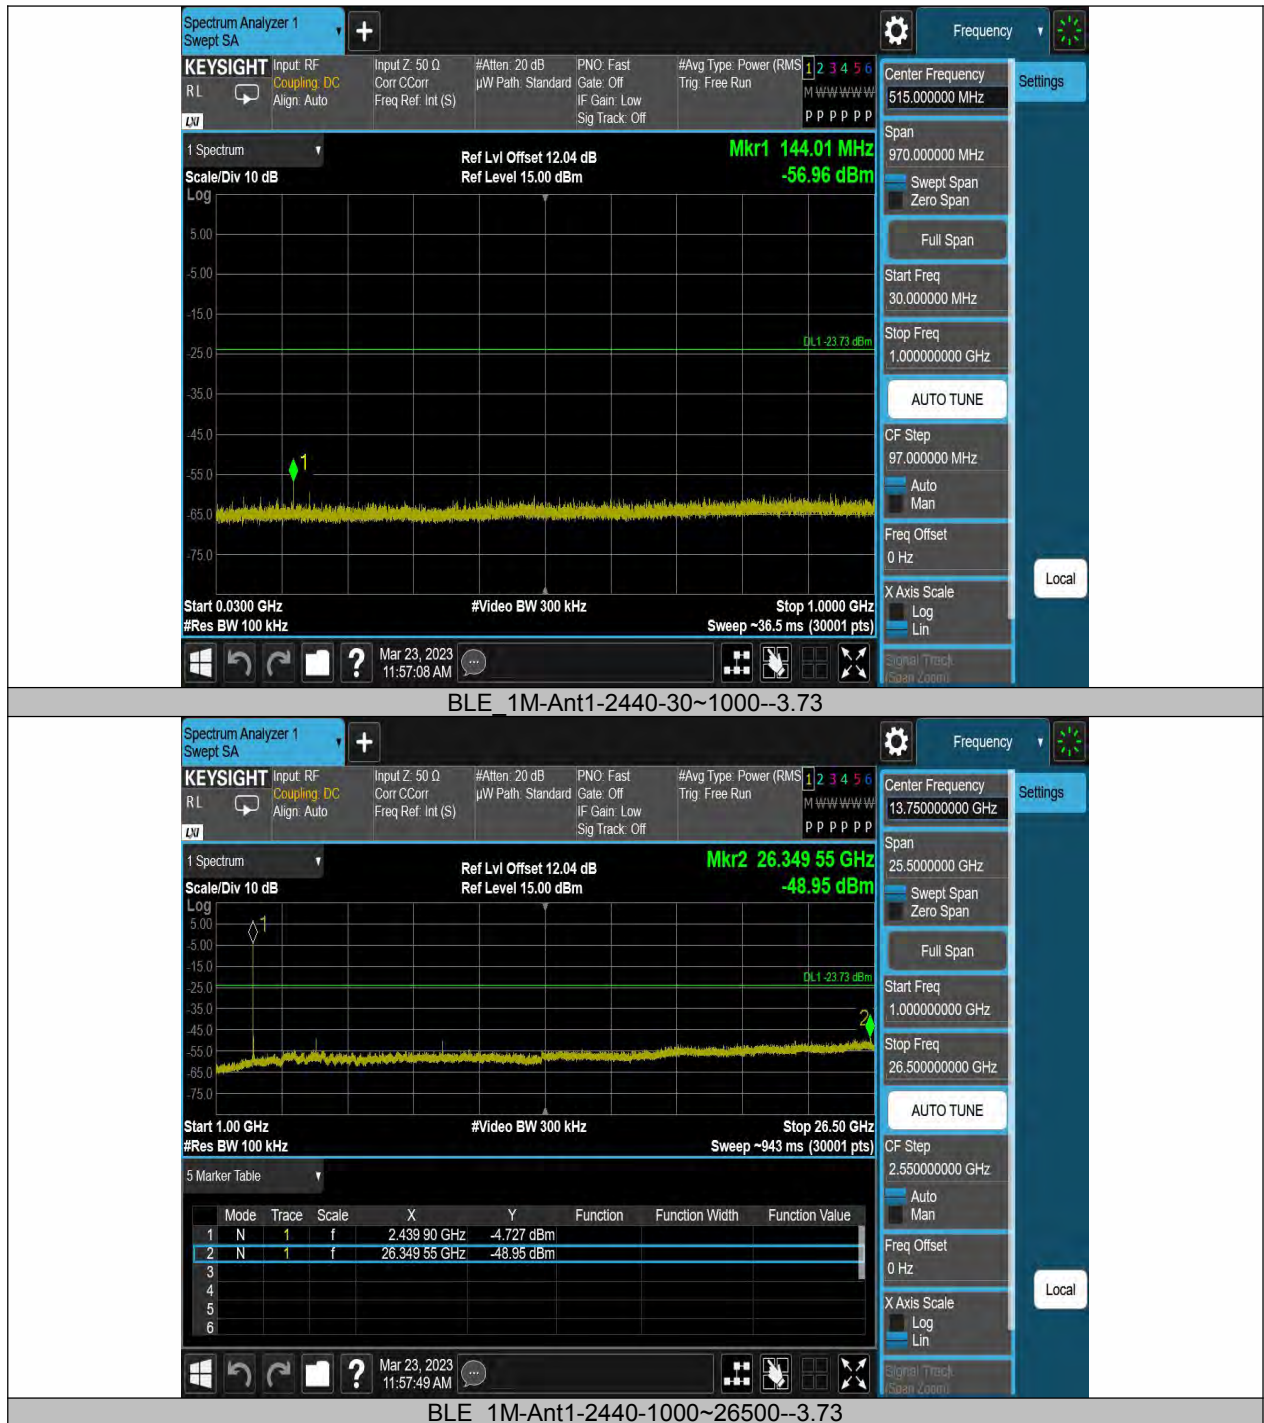 Spectrum Analyzer 1
Swept SA
+
Frequency
KEYSIGHT
RL
LXI
Input: RF
Coupling: DC
Align: Auto
Input Z: 50 Ω
Corr CCorr
Freq Ref: Int (S)
#Atten: 20 dB
µW Path: Standard
PNO: Fast
Gate: Off
IF Gain: Low
Sig Track: Off
#Avg Type: Power (RMS
Trig: Free Run
1 2 3 4 5 6
M W W W W W
P P P P P P
1 Spectrum
Scale/Div 10 dB
Log
Ref Lvl Offset 12.04 dB
Ref Level 15.00 dBm
Mkr1 144.01 MHz
-56.96 dBm
5.00
-5.00
-15.0
DL1 -23.73 dBm
-25.0
-35.0
-45.0
1
-55.0
-65.0
-75.0
Start 0.0300 GHz
#Res BW 100 kHz
#Video BW 300 kHz
Stop 1.0000 GHz
Sweep ~36.5 ms (30001 pts)
?
Mar 23, 2023
11:57:08 AM
Center Frequency
515.000000 MHz
Settings
Span
970.000000 MHz
Swept Span
Zero Span
Full Span
Start Freq
30.000000 MHz
Stop Freq
1.000000000 GHz
AUTO TUNE
CF Step
97.000000 MHz
Auto
Man
Freq Offset
0 Hz
X Axis Scale
Log
Lin
Signal Track
(Span Zoom)
Local
BLE_1M-Ant1-2440-30~1000--3.73
Spectrum Analyzer 1
Swept SA
+
Frequency
KEYSIGHT
RL
LXI
Input: RF
Coupling: DC
Align: Auto
Input Z: 50 Ω
Corr CCorr
Freq Ref: Int (S)
#Atten: 20 dB
µW Path: Standard
PNO: Fast
Gate: Off
IF Gain: Low
Sig Track: Off
#Avg Type: Power (RMS
Trig: Free Run
1 2 3 4 5 6
M W W W W W
P P P P P P
1 Spectrum
Scale/Div 10 dB
Log
Ref Lvl Offset 12.04 dB
Ref Level 15.00 dBm
Mkr2 26.349 55 GHz
-48.95 dBm
5.00
1
-5.00
-15.0
DL1 -23.73 dBm
-25.0
-35.0
2
-45.0
-55.0
-65.0
-75.0
Start 1.00 GHz
#Res BW 100 kHz
#Video BW 300 kHz
Stop 26.50 GHz
Sweep ~943 ms (30001 pts)
5 Marker Table
Mode Trace Scale X Y Function Function Width Function Value
1 N 1 f 2.439 90 GHz -4.727 dBm
2 N 1 f 26.349 55 GHz -48.95 dBm
3
4
5
6
?
Mar 23, 2023
11:57:49 AM
Center Frequency
13.750000000 GHz
Settings
Span
25.5000000 GHz
Swept Span
Zero Span
Full Span
Start Freq
1.000000000 GHz
Stop Freq
26.500000000 GHz
AUTO TUNE
CF Step
2.550000000 GHz
Auto
Man
Freq Offset
0 Hz
X Axis Scale
Log
Lin
Signal Track
(Span Zoom)
Local
BLE_1M-Ant1-2440-1000~26500--3.73